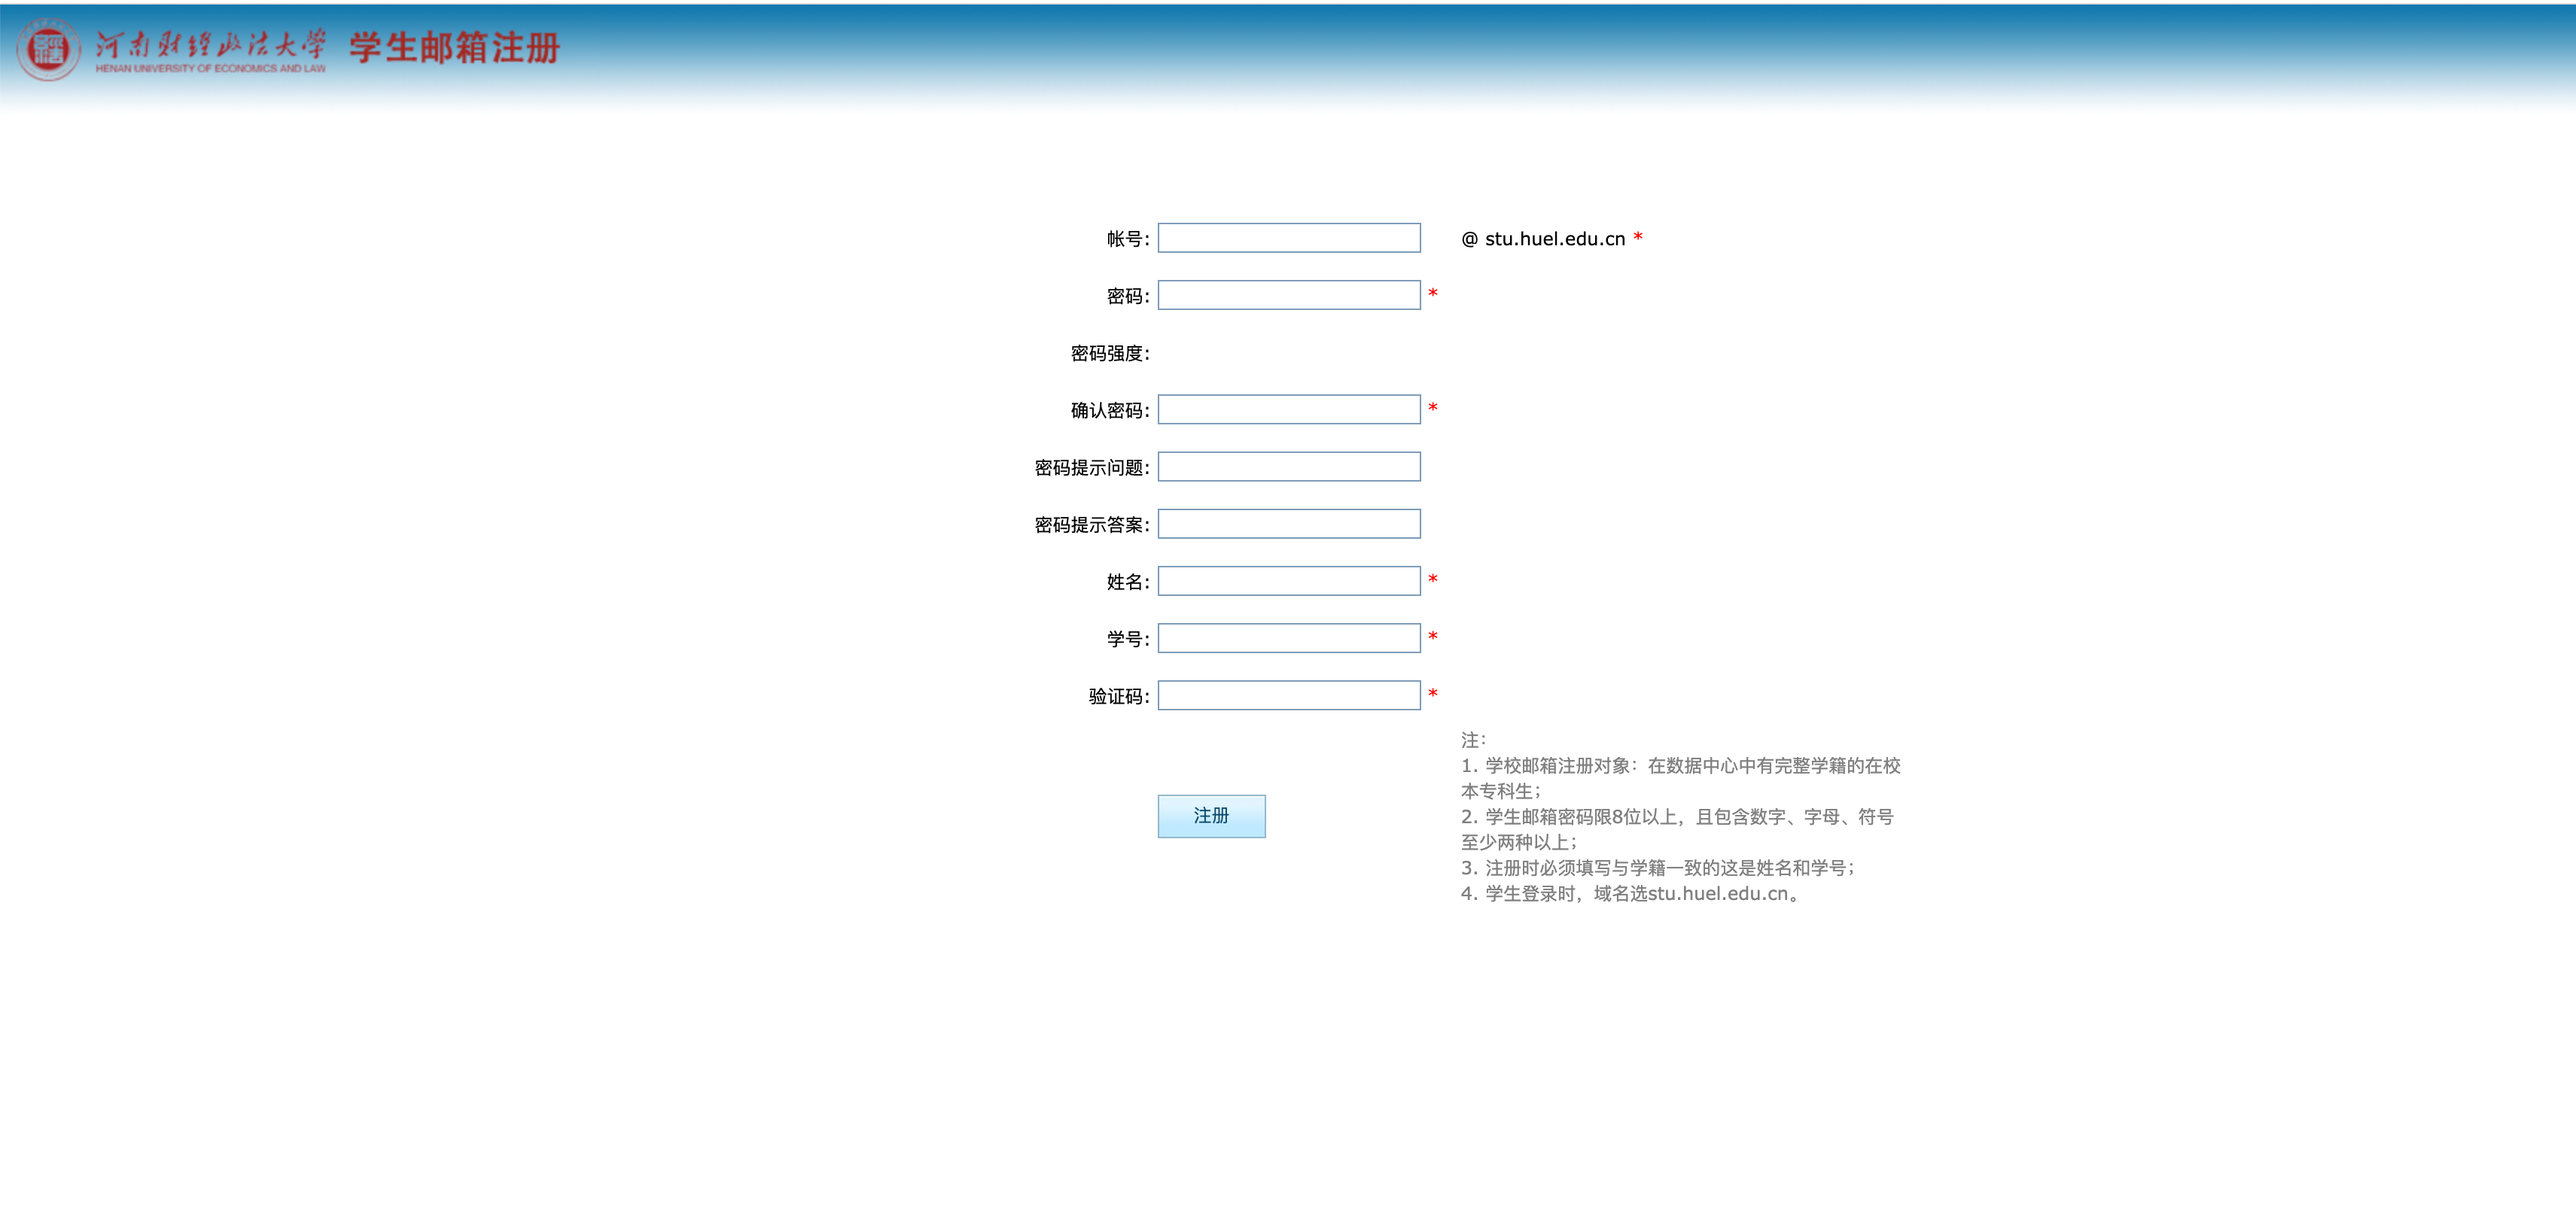 河南财经政法大学 学生邮箱注册
HENAN UNIVERSITY OF ECONOMICS AND LAW
帐号: @ stu.huel.edu.cn *
密码: *
密码强度:
确认密码: *
密码提示问题:
密码提示答案:
姓名: *
学号: *
验证码: *
注：
1. 学校邮箱注册对象：在数据中心中有完整学籍的在校
本专科生；
2. 学生邮箱密码限8位以上，且包含数字、字母、符号
至少两种以上；
3. 注册时必须填写与学籍一致的这是姓名和学号；
4. 学生登录时，域名选stu.huel.edu.cn。
注册